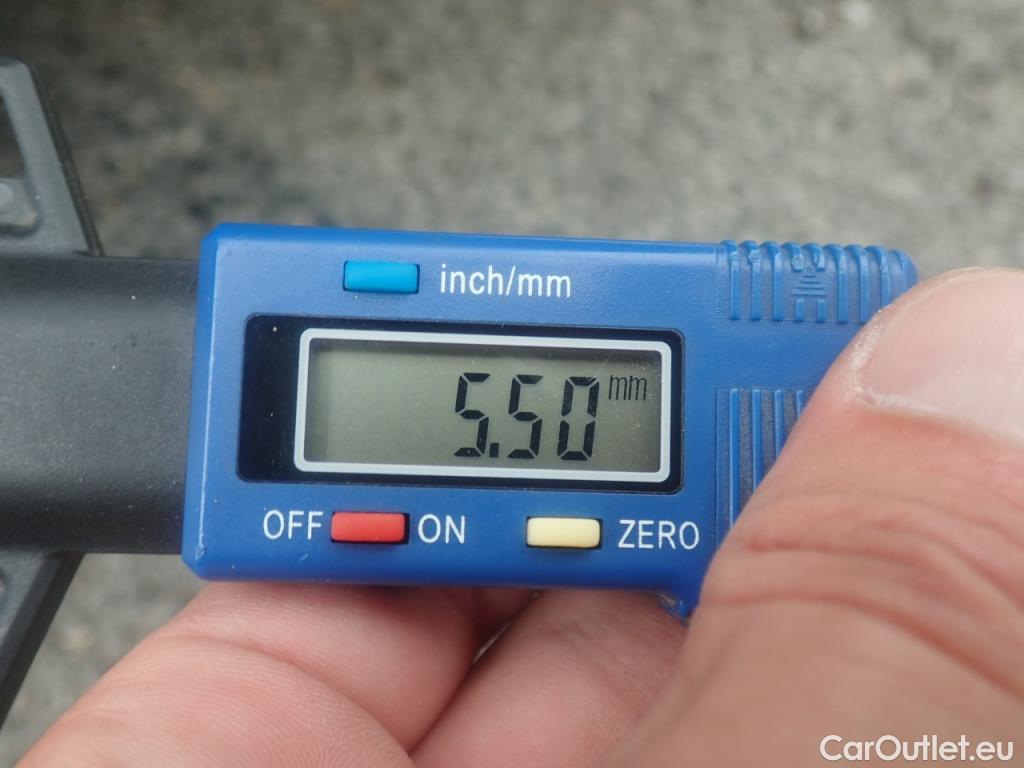 inch/mm
5.50 mm
OFF ON ZERO
CarOutlet.eu